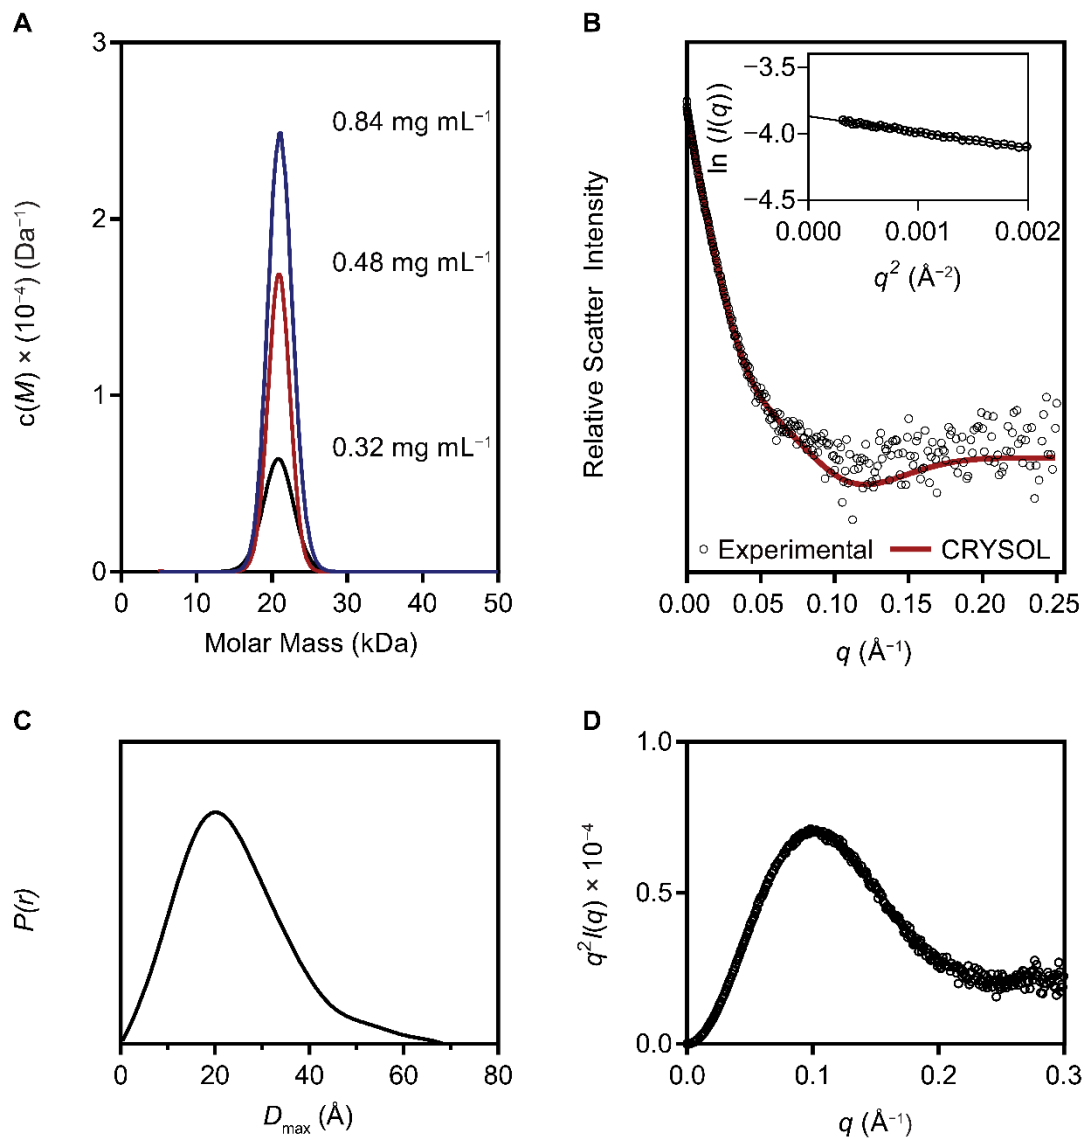 A
3
2
1
0
c(M) × (10⁻⁴) (Da⁻¹)
0.84 mg mL⁻¹
0.48 mg mL⁻¹
0.32 mg mL⁻¹
0 10 20 30 40 50
Molar Mass (kDa)
B
Relative Scatter Intensity
ln (I(q))
−3.5
−4.0
−4.5
0.000 0.001 0.002
q² (Å⁻²)
Experimental CRYSOL
0.00 0.05 0.10 0.15 0.20 0.25
q (Å⁻¹)
C
P(r)
0 20 40 60 80
Dmax (Å)
D
1.0
0.5
0.0
q² I(q) × 10⁻⁴
0.0 0.1 0.2 0.3
q (Å⁻¹)